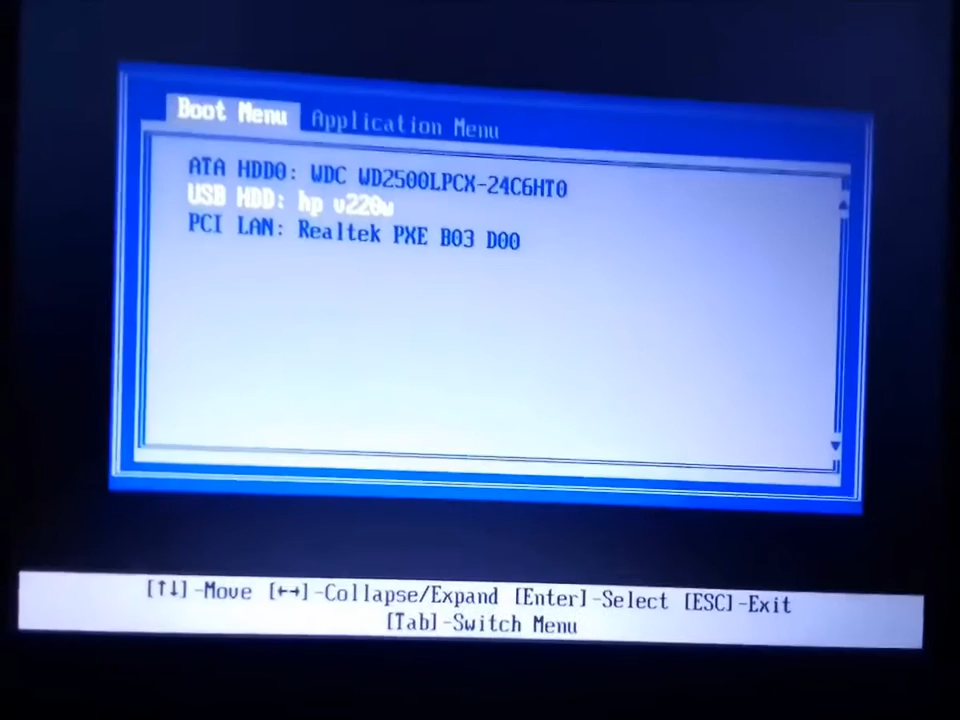 Boot Menu Application Menu
ATA HDD0: WDC WD2500LPCX-24C6HT0
USB HDD: hp v220w
PCI LAN: Realtek PXE B03 D00
[↑↓]-Move [←→]-Collapse/Expand [Enter]-Select [ESC]-Exit
[Tab]-Switch Menu